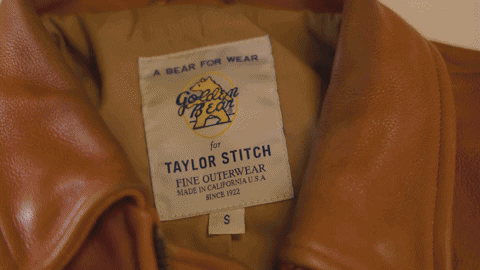 A BEAR FOR WEAR
Golden
Bear
for
TAYLOR STITCH
FINE OUTERWEAR
MADE IN CALIFORNIA U.S.A
SINCE 1922
S